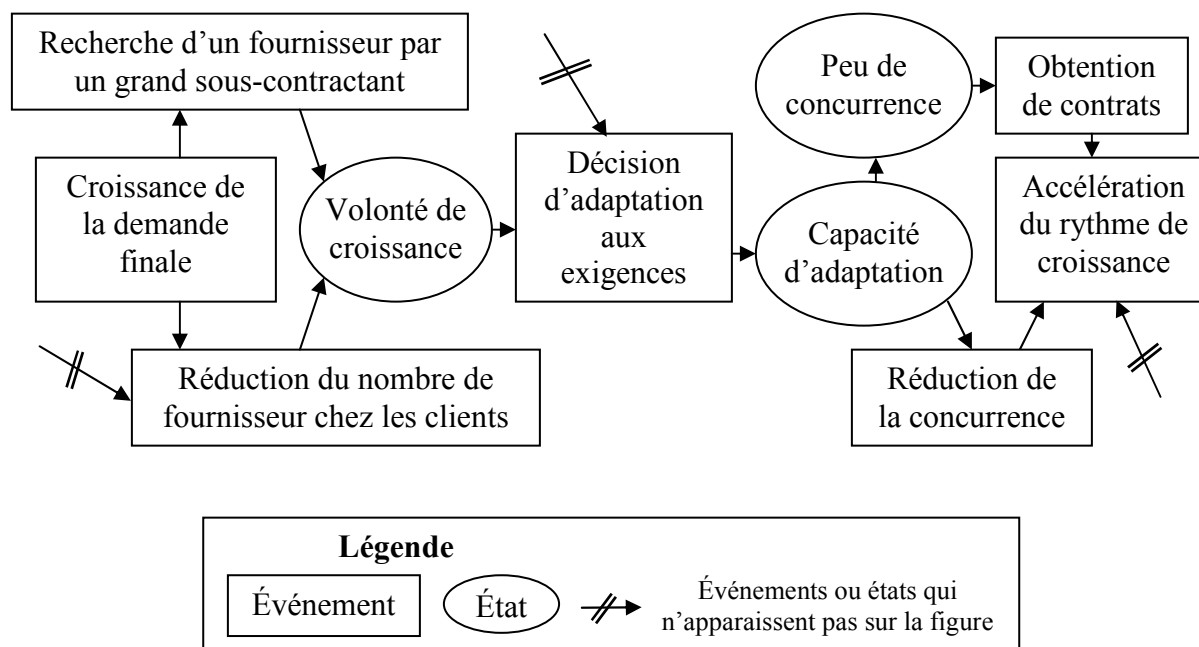 Recherche d’un fournisseur par
un grand sous-contractant
Croissance de
la demande
finale
Volonté de
croissance
Réduction du nombre de
fournisseur chez les clients
Décision
d’adaptation
aux
exigences
Peu de
concurrence
Capacité
d’adaptation
Obtention
de contrats
Accélération
du rythme de
croissance
Réduction de
la concurrence
Légende
Événement
État
Événements ou états qui
n’apparaissent pas sur la figure